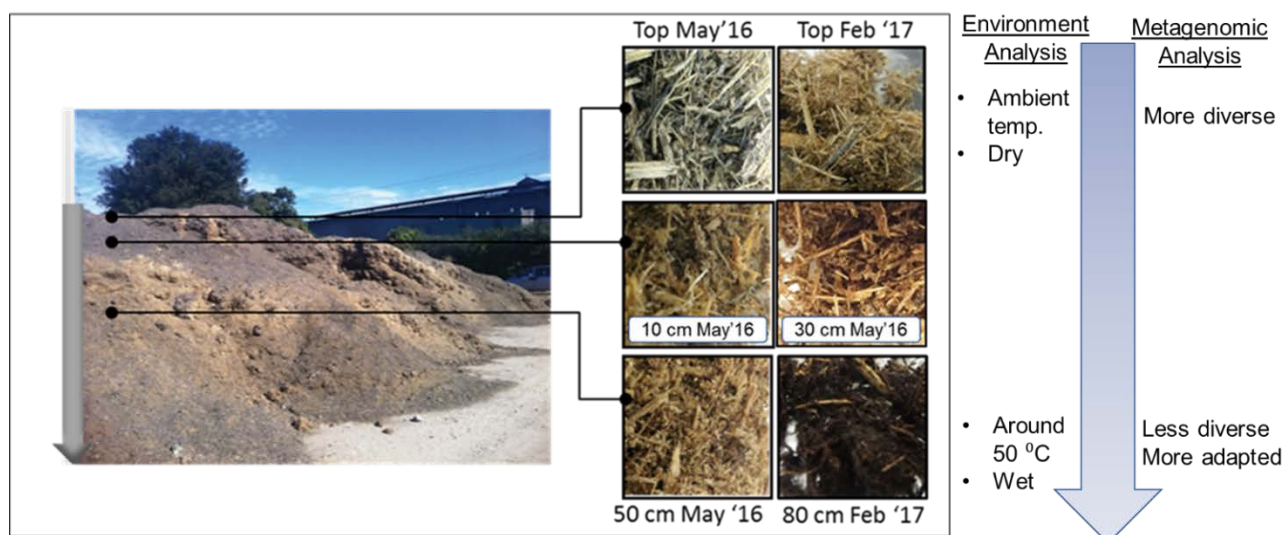 Top May'16
Top Feb '17
10 cm May'16
30 cm May'16
50 cm May '16
80 cm Feb '17
Environment
Analysis
Metagenomic
Analysis
• Ambient
temp.
• Dry
More diverse
• Around
50 ⁰C
• Wet
Less diverse
More adapted